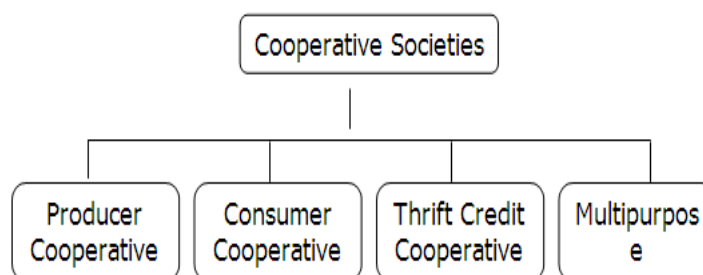 Cooperative Societies
Producer
Cooperative
Consumer
Cooperative
Thrift Credit
Cooperative
Multipurpos
e